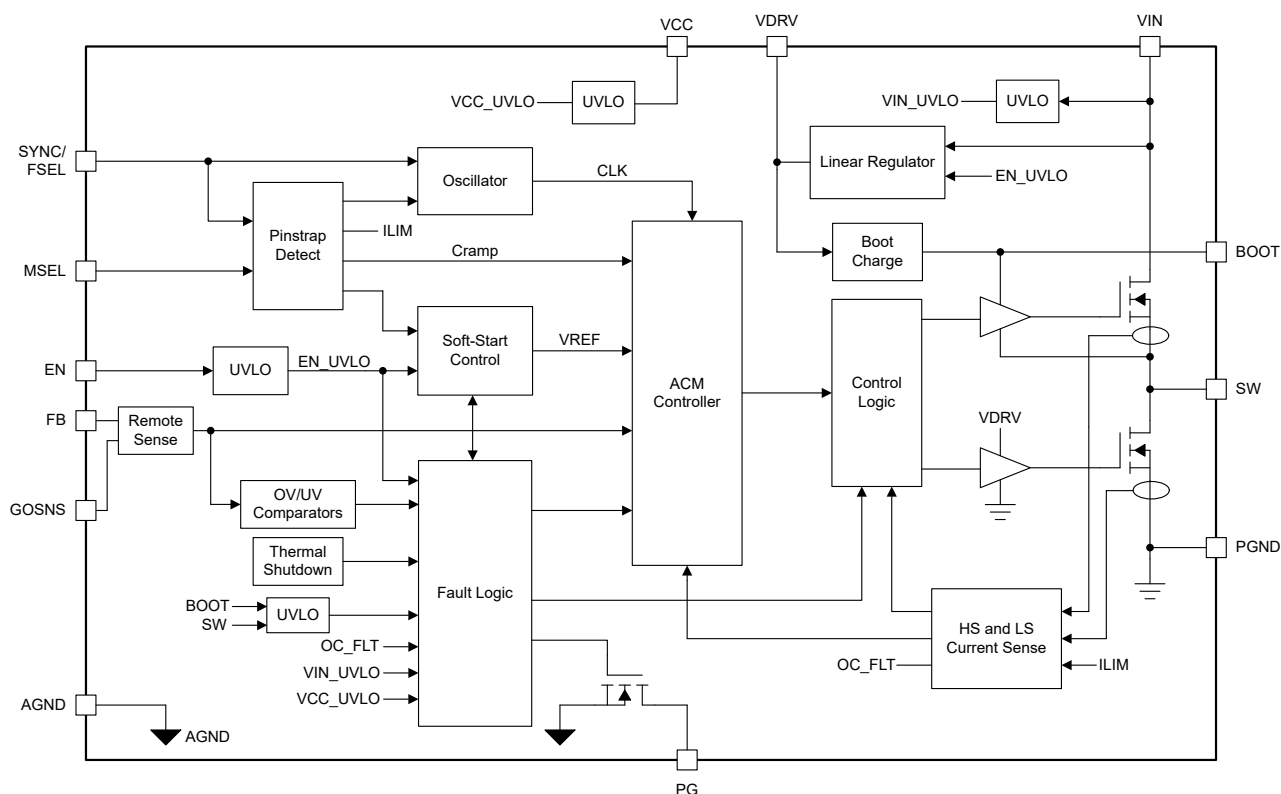 VCC
VDRV
VIN
VCC_UVLO
UVLO
VIN_UVLO
UVLO
SYNC/
FSEL
Oscillator
CLK
Linear Regulator
EN_UVLO
Pinstrap
Detect
ILIM
MSEL
Cramp
Boot
Charge
BOOT
EN
UVLO
EN_UVLO
Soft-Start
Control
VREF
ACM
Controller
Control
Logic
SW
FB
Remote
Sense
VDRV
GOSNS
OV/UV
Comparators
Thermal
Shutdown
PGND
BOOT
SW
UVLO
Fault Logic
HS and LS
Current Sense
OC_FLT
ILIM
OC_FLT
VIN_UVLO
VCC_UVLO
AGND
AGND
PG